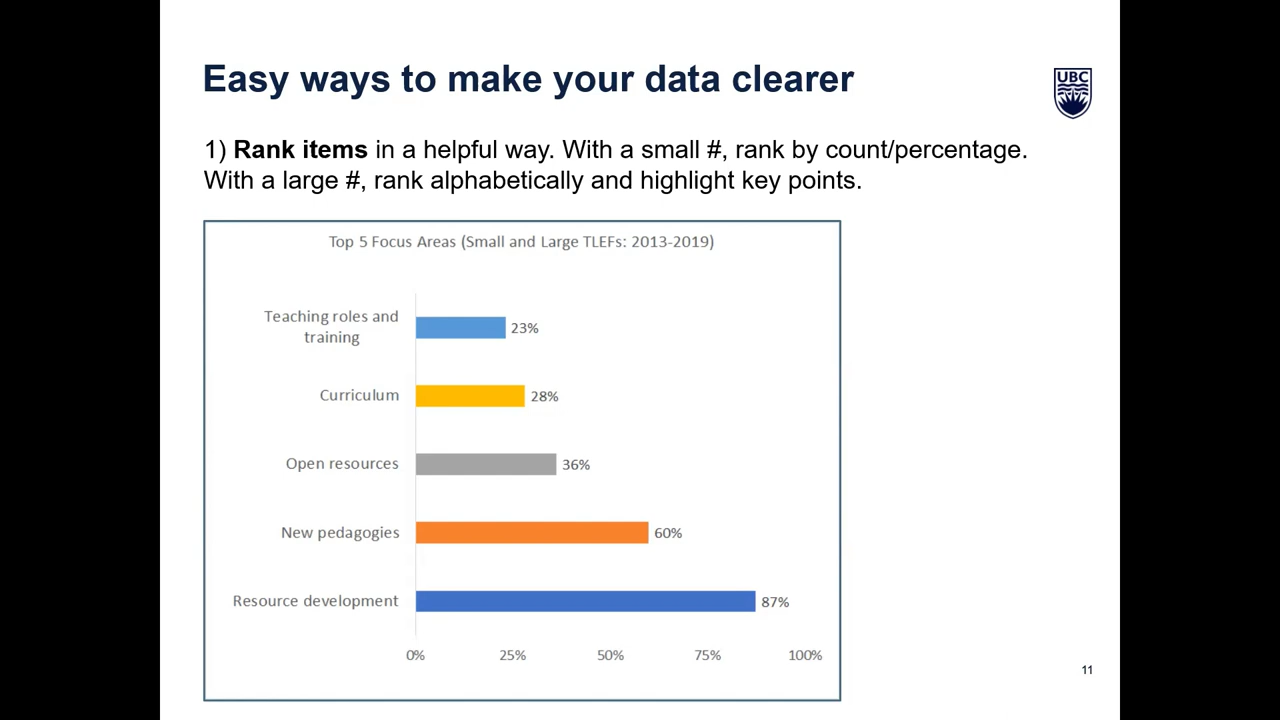 Easy ways to make your data clearer
UBC
1) Rank items in a helpful way. With a small #, rank by count/percentage.
With a large #, rank alphabetically and highlight key points.
Top 5 Focus Areas (Small and Large TLEFs: 2013-2019)
Teaching roles and
training
23%
Curriculum
28%
Open resources
36%
New pedagogies
60%
Resource development
87%
0% 25% 50% 75% 100%
11